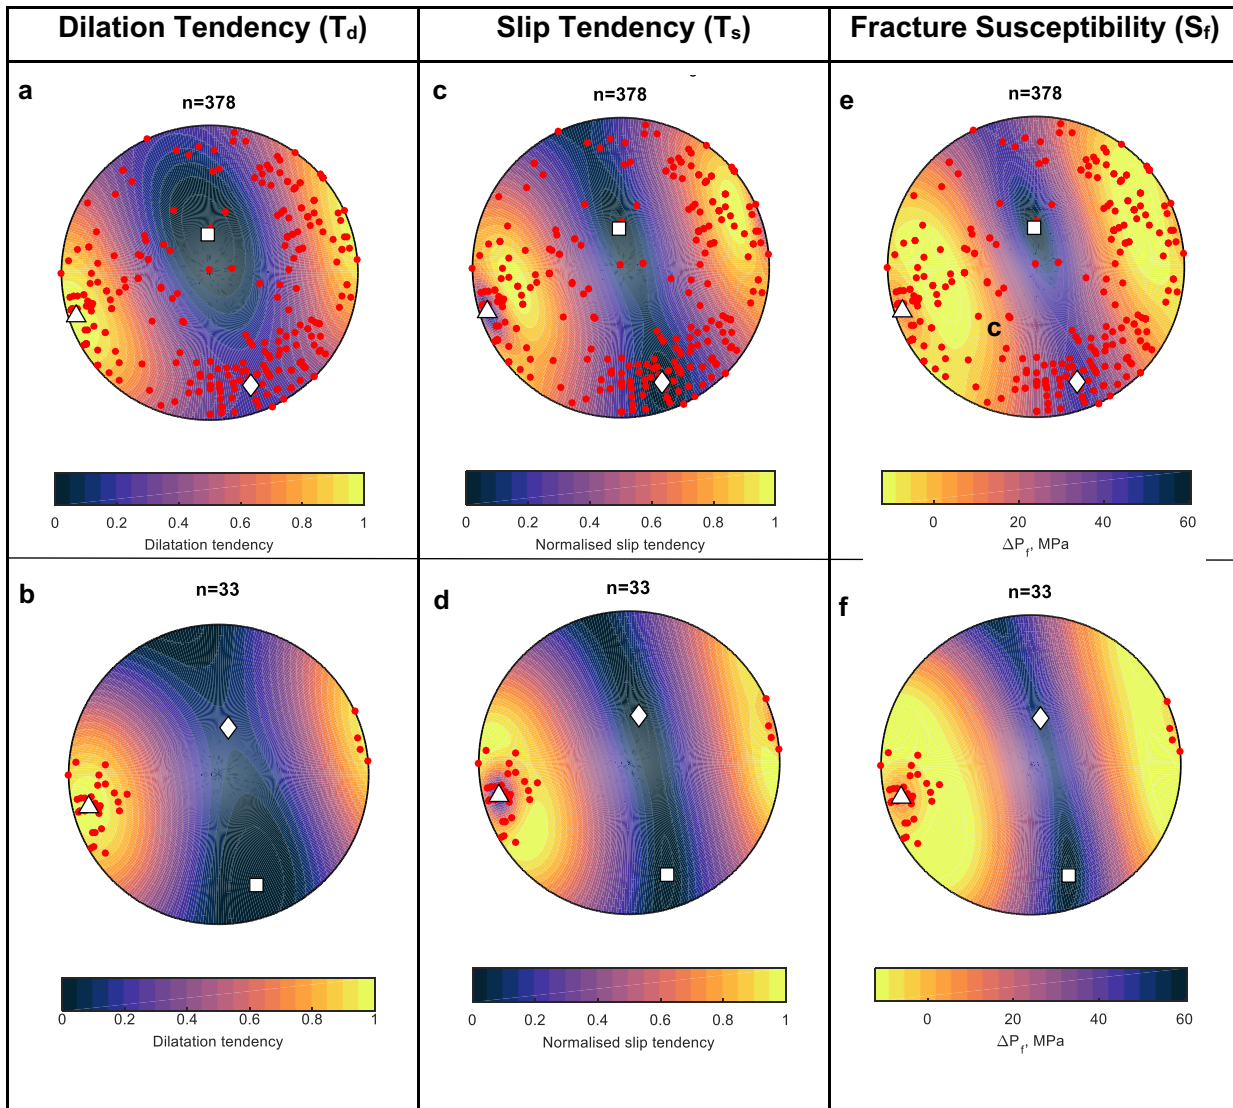 Dilation Tendency (Td)
Slip Tendency (Ts)
Fracture Susceptibility (Sf)
a
n=378
0 0.2 0.4 0.6 0.8 1
Dilatation tendency
c
n=378
0 0.2 0.4 0.6 0.8 1
Normalised slip tendency
e
n=378
c
0 20 40 60
ΔPf, MPa
b
n=33
0 0.2 0.4 0.6 0.8 1
Dilatation tendency
d
n=33
0 0.2 0.4 0.6 0.8 1
Normalised slip tendency
f
n=33
0 20 40 60
ΔPf, MPa